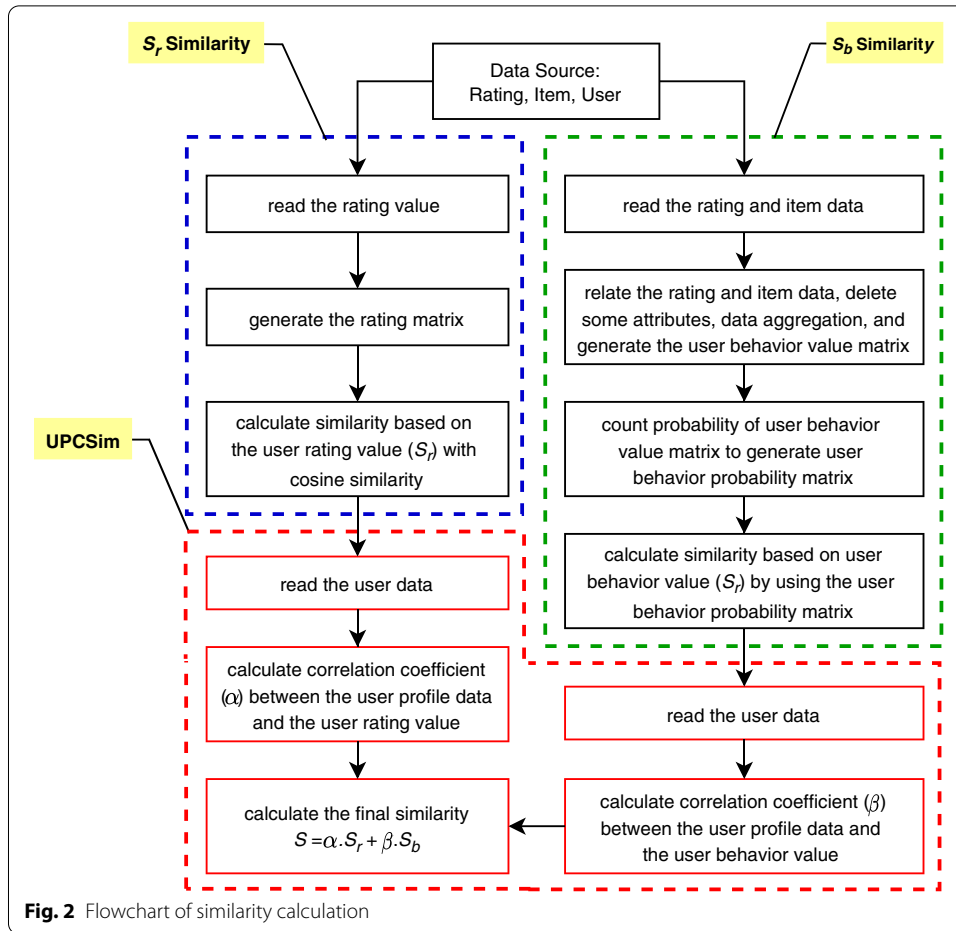 S_r Similarity
S_b Similarity
Data Source:
Rating, Item, User
read the rating value
generate the rating matrix
calculate similarity based on
the user rating value (S_r) with
cosine similarity
read the rating and item data
relate the rating and item data, delete
some attributes, data aggregation, and
generate the user behavior value matrix
count probability of user behavior
value matrix to generate user
behavior probability matrix
calculate similarity based on user
behavior value (S_r) by using the user
behavior probability matrix
UPCSim
read the user data
calculate correlation coefficient
(α) between the user profile data
and the user rating value
calculate the final similarity
S=α.S_r + β.S_b
read the user data
calculate correlation coefficient (β)
between the user profile data and
the user behavior value
Fig. 2 Flowchart of similarity calculation